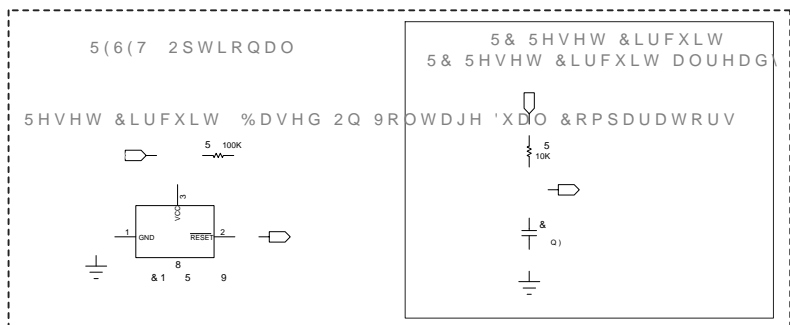 5(6(7 2SWLRQDO
5& 5HVHW &LUFXLW
5& 5HVHW &LUFXLW DOUHDG\
5HVHW &LUFXLW %DVHG 2Q 9ROWDJH 'XDO &RPSDUDWRUV
5 100K
5
10K
3
VCC
1 GND RESET 2
8
&1 5 9
&
Q)